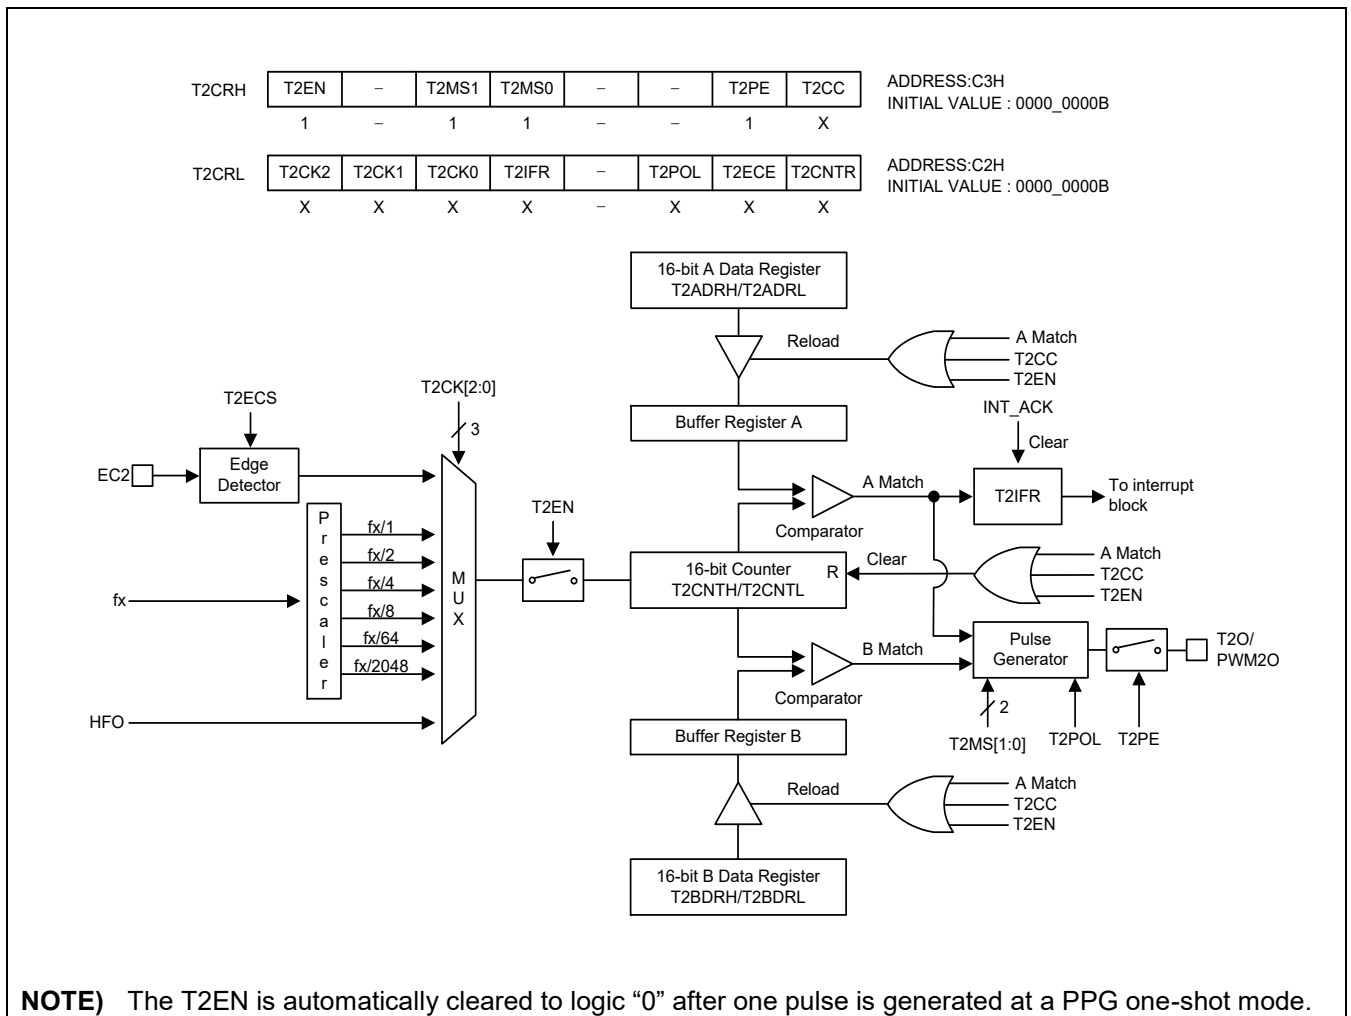 T2CRH T2EN – T2MS1 T2MS0 – – T2PE T2CC
ADDRESS:C3H
INITIAL VALUE : 0000_0000B
1 – 1 1 – – 1 X
T2CRL T2CK2 T2CK1 T2CK0 T2IFR – T2POL T2ECE T2CNTR
ADDRESS:C2H
INITIAL VALUE : 0000_0000B
X X X X – X X X
16-bit A Data Register
T2ADRH/T2ADRL
Reload
A Match
T2CC
T2EN
Buffer Register A
T2ECS
T2CK[2:0]
3
INT_ACK
Clear
EC2
Edge
Detector
A Match
T2IFR
To interrupt
block
Comparator
Prescaler
fx/1
fx/2
fx/4
fx/8
fx/64
fx/2048
fx
HFO
MUX
T2EN
16-bit Counter
T2CNTH/T2CNTL
R
Clear
A Match
T2CC
T2EN
B Match
Comparator
Pulse
Generator
T2O/
PWM2O
2
T2MS[1:0]
T2POL
T2PE
Buffer Register B
Reload
A Match
T2CC
T2EN
16-bit B Data Register
T2BDRH/T2BDRL
NOTE) The T2EN is automatically cleared to logic “0” after one pulse is generated at a PPG one-shot mode.